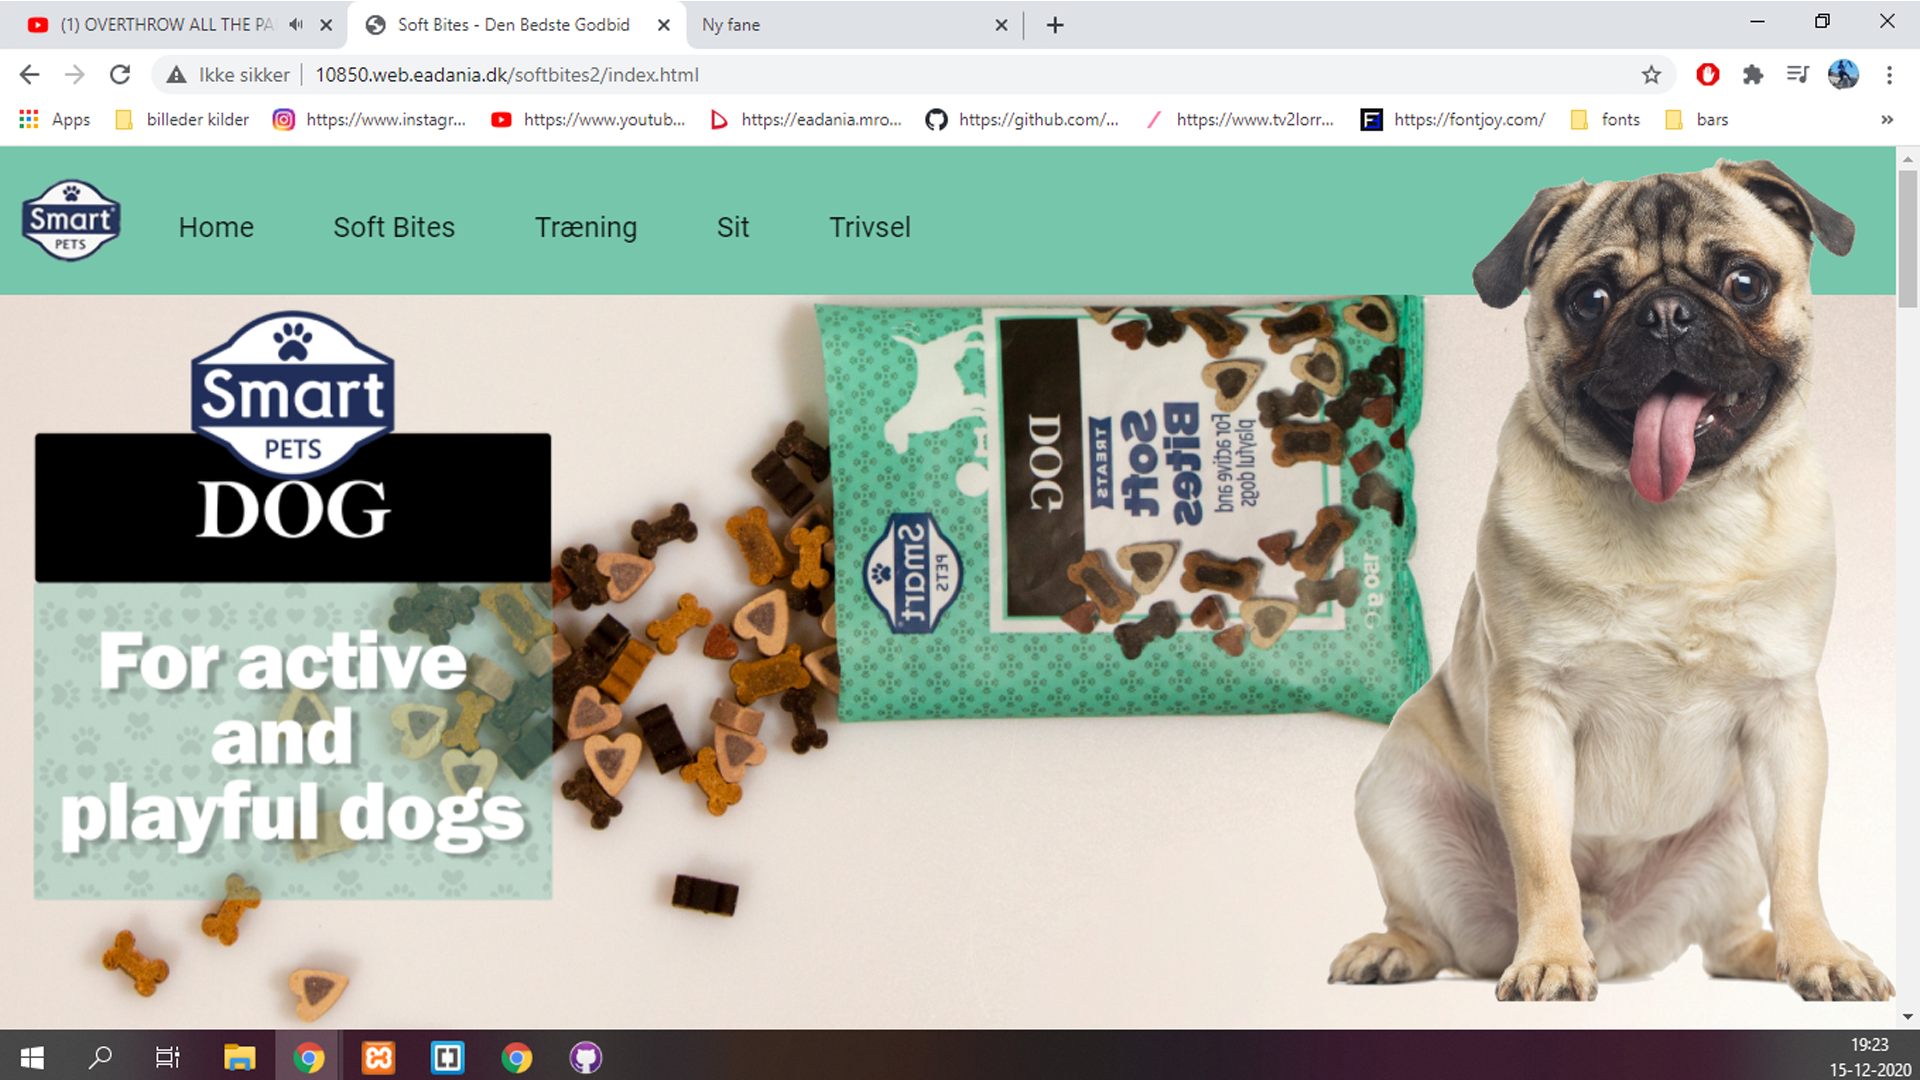 (1) OVERTHROW ALL THE PA
Soft Bites - Den Bedste Godbid
Ny fane
Ikke sikker
10850.web.eadania.dk/softbites2/index.html
Apps
billeder kilder
https://www.instagr...
https://www.youtub...
https://eadania.mro...
https://github.com/...
https://www.tv2lorr...
https://fontjoy.com/
fonts
bars
»
Smart
PETS
Home
Soft Bites
Træning
Sit
Trivsel
Smart
PETS
DOG
For active
and
playful dogs
DOG
TREATS
Soft
Bites
For active and
playful dogs
Smart
PETS
150 g
19:23
15-12-2020